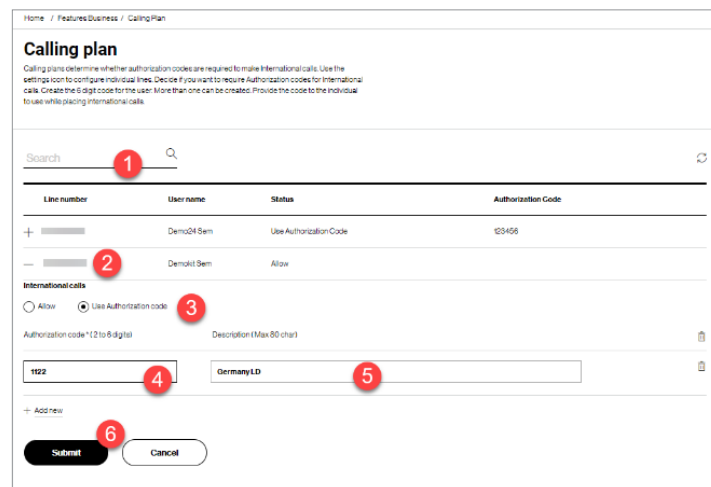 Home / Features Business / Calling Plan
Calling plan
Calling plans determine whether authorization codes are required to make International calls. Use the
settings icon to configure individual lines. Decide if you want to require Authorization codes for International
calls. Create the 6 digit code for the user. More than one can be created. Provide the code to the individual
to use while placing international calls.
Search
1
Line number User name Status Authorization Code
Demo24 Sem Use Authorization Code 123456
2 Demokit Sem Allow
International calls
Allow Use Authorization code 3
Authorization code * ( 2 to 6 digits) Description ( Max 80 char)
1122 4 Germany LD 5
+ Add new
6
Submit Cancel